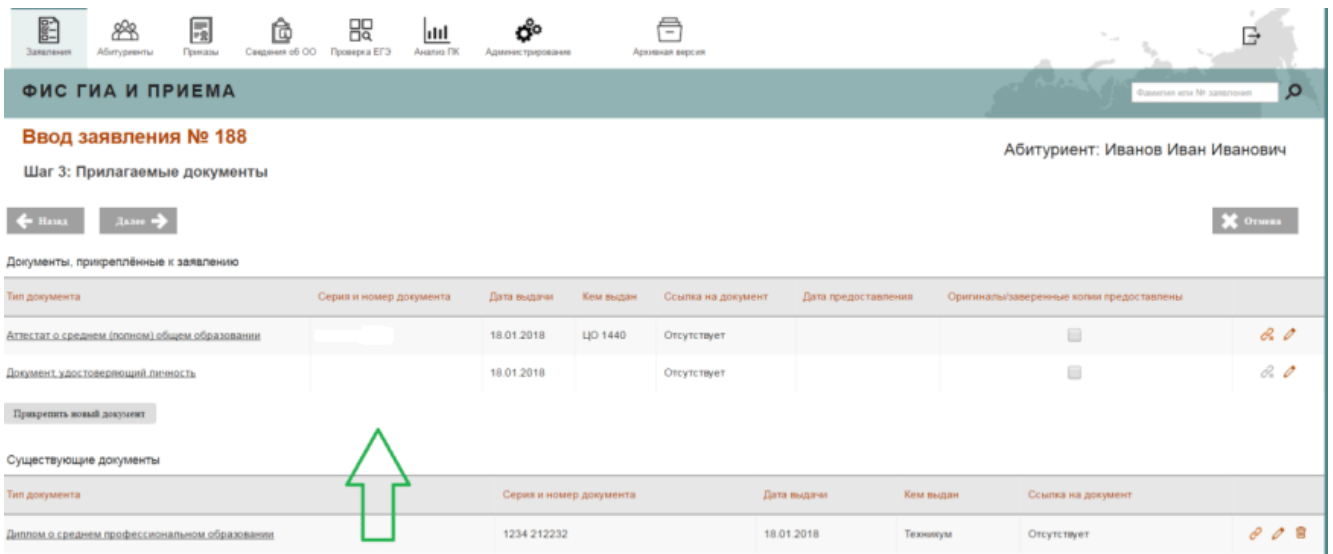 Заявления Абитуриенты Приказы Сведения об ОО Проверка ЕГЭ Анализ ПК Администрирование Архивная версия
ФИС ГИА И ПРИЕМА
Фамилия или № заявления
Ввод заявления № 188
Абитуриент: Иванов Иван Иванович
Шаг 3: Прилагаемые документы
Назад Далее Отмена
Документы, прикреплённые к заявлению
Тип документа Серия и номер документа Дата выдачи Кем выдан Ссылка на документ Дата предоставления Оригиналы/заверенные копии предоставлены
Аттестат о среднем (полном) общем образовании 18.01.2018 ЦО 1440 Отсутствует
Документ, удостоверяющий личность 18.01.2018 Отсутствует
Прикрепить новый документ
Существующие документы
Тип документа Серия и номер документа Дата выдачи Кем выдан Ссылка на документ
Диплом о среднем профессиональном образовании 1234 212232 18.01.2018 Техникум Отсутствует